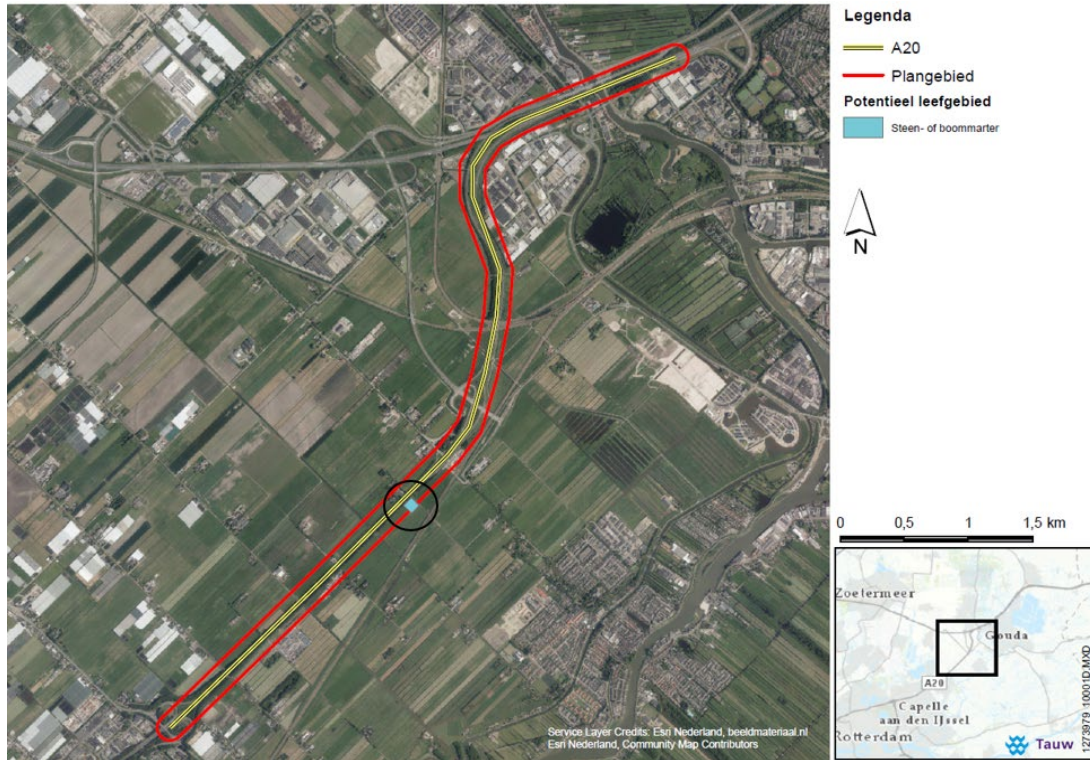 Legenda
A20
Plangebied
Potentieel leefgebied
Steen- of boommarter
N
0 0,5 1 1,5 km
Zoetermeer
Gouda
A20
Capelle
aan den IJssel
Rotterdam
Tauw
1273979 10001D.MXD
Service Layer Credits: Esri Nederland, beeldmateriaal.nl
Esri Nederland, Community Map Contributors